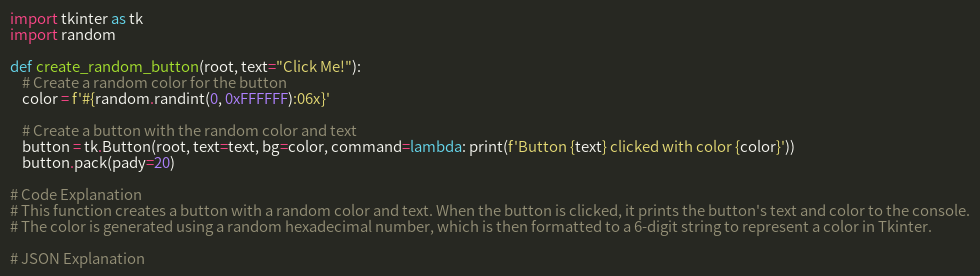 import tkinter as tk
import random
def create_random_button(root, text="Click Me!"):
# Create a random color for the button
color = f'#{random.randint(0, 0xFFFFFF):06x}'
# Create a button with the random color and text
button = tk.Button(root, text=text, bg=color, command=lambda: print(f'Button {text} clicked with color {color}'))
button.pack(pady=20)
# Code Explanation
# This function creates a button with a random color and text. When the button is clicked, it prints the button's text and color to the console.
# The color is generated using a random hexadecimal number, which is then formatted to a 6-digit string to represent a color in Tkinter.
# JSON Explanation